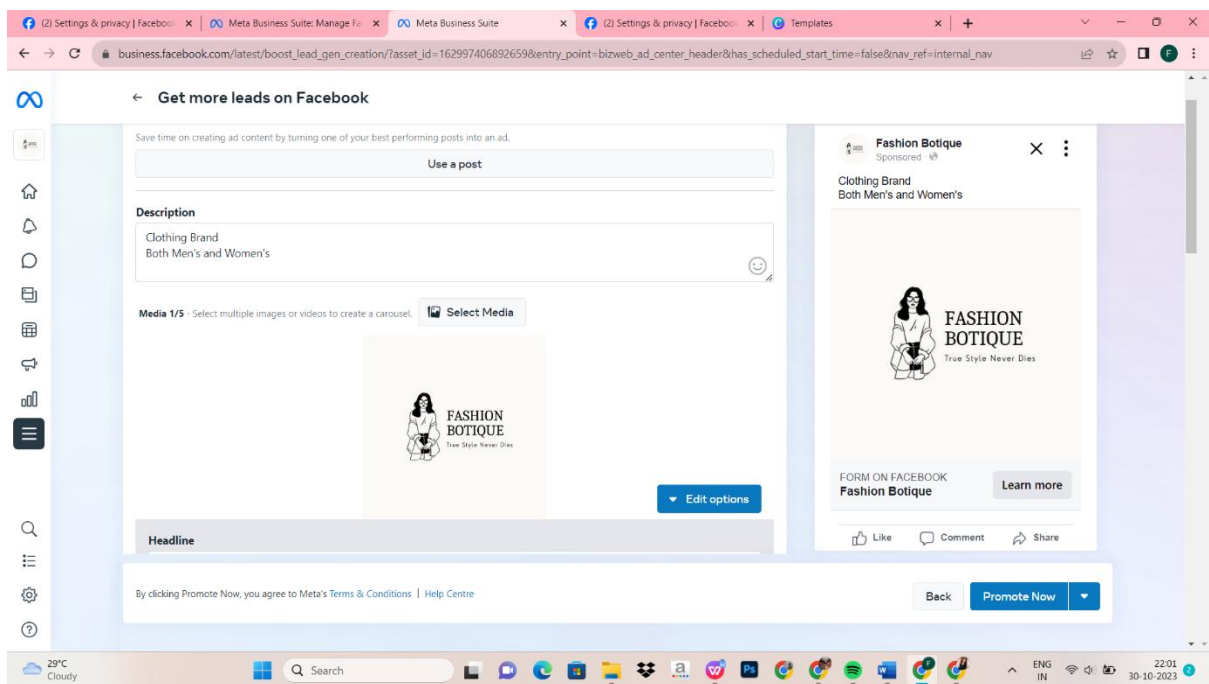 (2) Settings & privacy | Facebook
Meta Business Suite: Manage Fa
Meta Business Suite
(2) Settings & privacy | Facebook
Templates
business.facebook.com/latest/boost_lead_gen_creation/?asset_id=162997406892659&entry_point=bizweb_ad_center_header&has_scheduled_start_time=false&nav_ref=internal_nav
F
Get more leads on Facebook
Save time on creating ad content by turning one of your best performing posts into an ad.
Use a post
Description
Clothing Brand
Both Men's and Women's
Media 1/5 - Select multiple images or videos to create a carousel.
Select Media
FASHION
BOTIQUE
True Style Never Dies
Edit options
Headline
Fashion Botique
Sponsored ·
Clothing Brand
Both Men's and Women's
FASHION
BOTIQUE
True Style Never Dies
FORM ON FACEBOOK
Fashion Botique
Learn more
Like
Comment
Share
By clicking Promote Now, you agree to Meta's Terms & Conditions | Help Centre
Back
Promote Now
29°C
Cloudy
Search
a
Ps
ENG
IN
22:01
30-10-2023
2